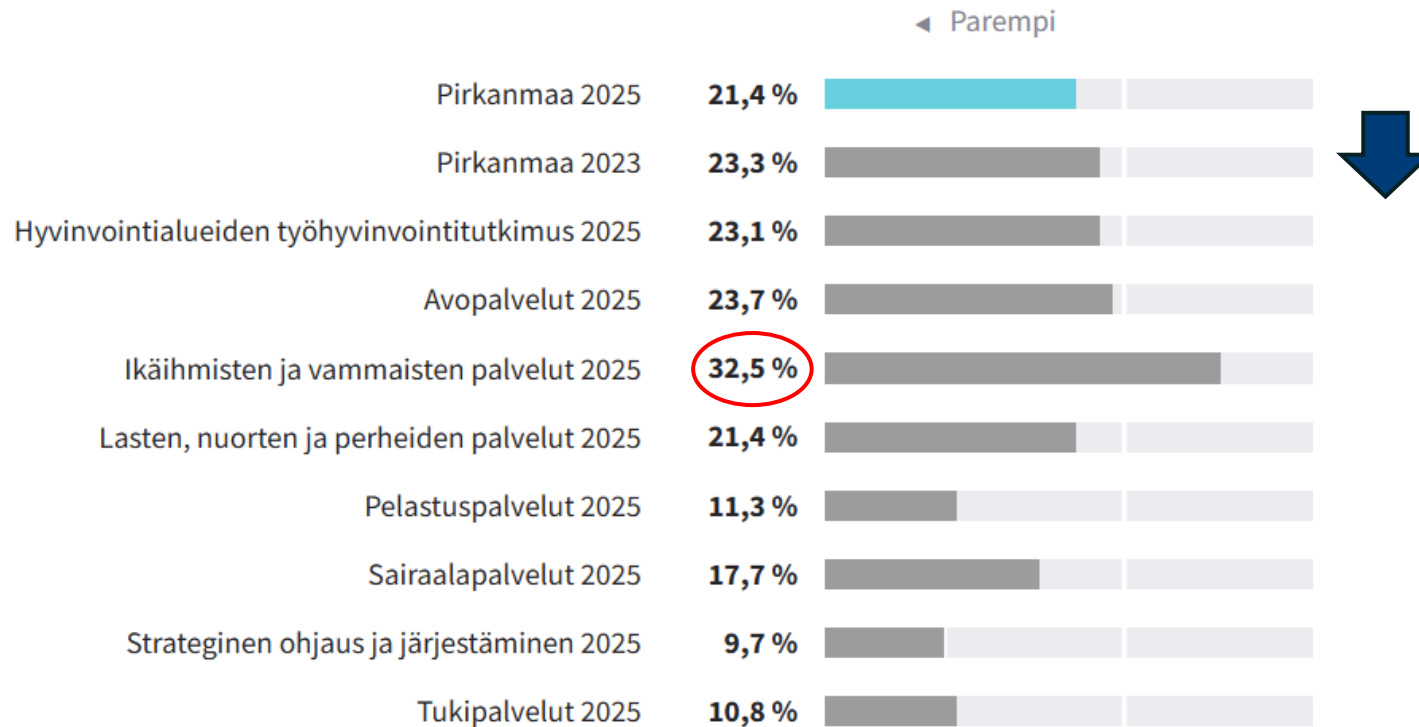 ◄ Parempi
Pirkanmaa 2025 21,4 %
Pirkanmaa 2023 23,3 %
Hyvinvointialueiden työhyvinvointitutkimus 2025 23,1 %
Avopalvelut 2025 23,7 %
Ikäihmisten ja vammaisten palvelut 2025 32,5 %
Lasten, nuorten ja perheiden palvelut 2025 21,4 %
Pelastuspalvelut 2025 11,3 %
Sairaalapalvelut 2025 17,7 %
Strateginen ohjaus ja järjestäminen 2025 9,7 %
Tukipalvelut 2025 10,8 %